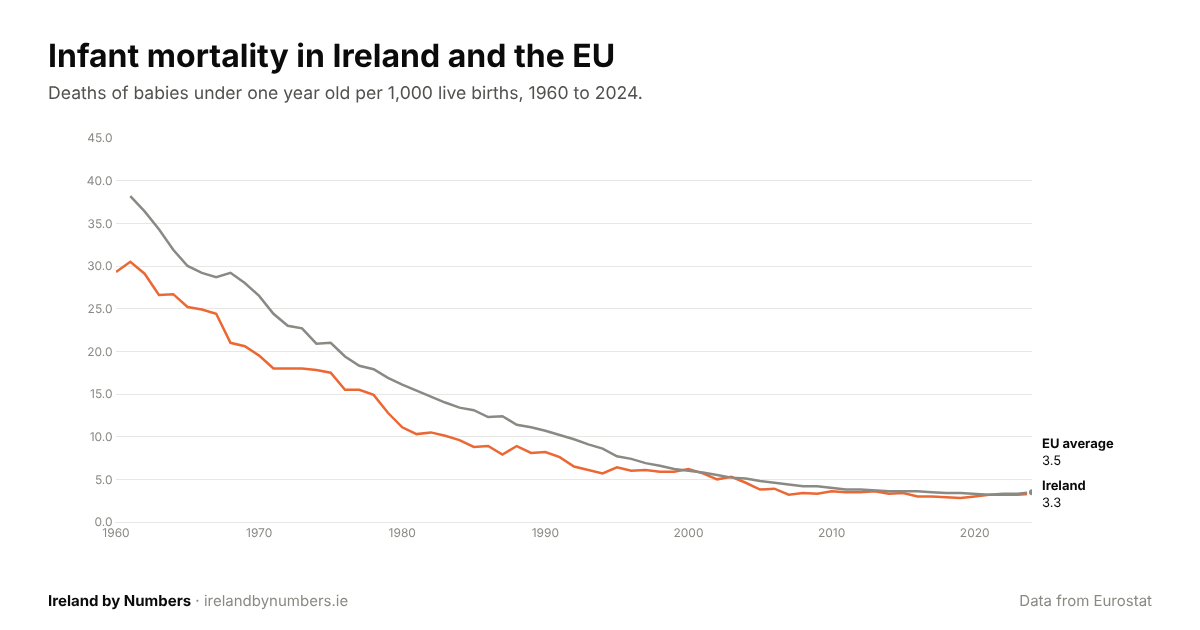 Infant mortality in Ireland and the EU
Deaths of babies under one year old per 1,000 live births, 1960 to 2024.
45.0
40.0
35.0
30.0
25.0
20.0
15.0
10.0
5.0
0.0
1960 1970 1980 1990 2000 2010 2020
EU average
3.5
Ireland
3.3
Ireland by Numbers · irelandbynumbers.ie
Data from Eurostat